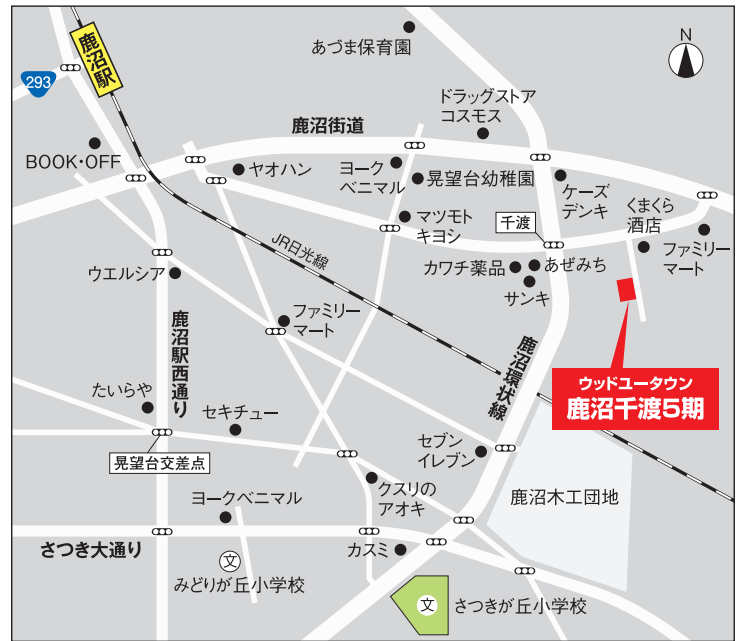 あづま保育園
N
鹿沼駅
293
ドラッグストア
コスモス
鹿沼街道
BOOK・OFF
ヤオハン
ヨーク
ベニマル
晃望台幼稚園
ケーズ
デンキ
くまくら
酒店
マツモト
キヨシ
千渡
ファミリー
マート
JR日光線
ウエルシア
カワチ薬品
あぜみち
サンキ
ファミリー
マート
鹿沼駅西通り
鹿沼環状線
ウッドユータウン
鹿沼千渡5期
たいらや
セキチュー
セブン
イレブン
晃望台交差点
クスリの
アオキ
鹿沼木工団地
ヨークベニマル
さつき大通り
カスミ
文
みどりが丘小学校
文
さつきが丘小学校